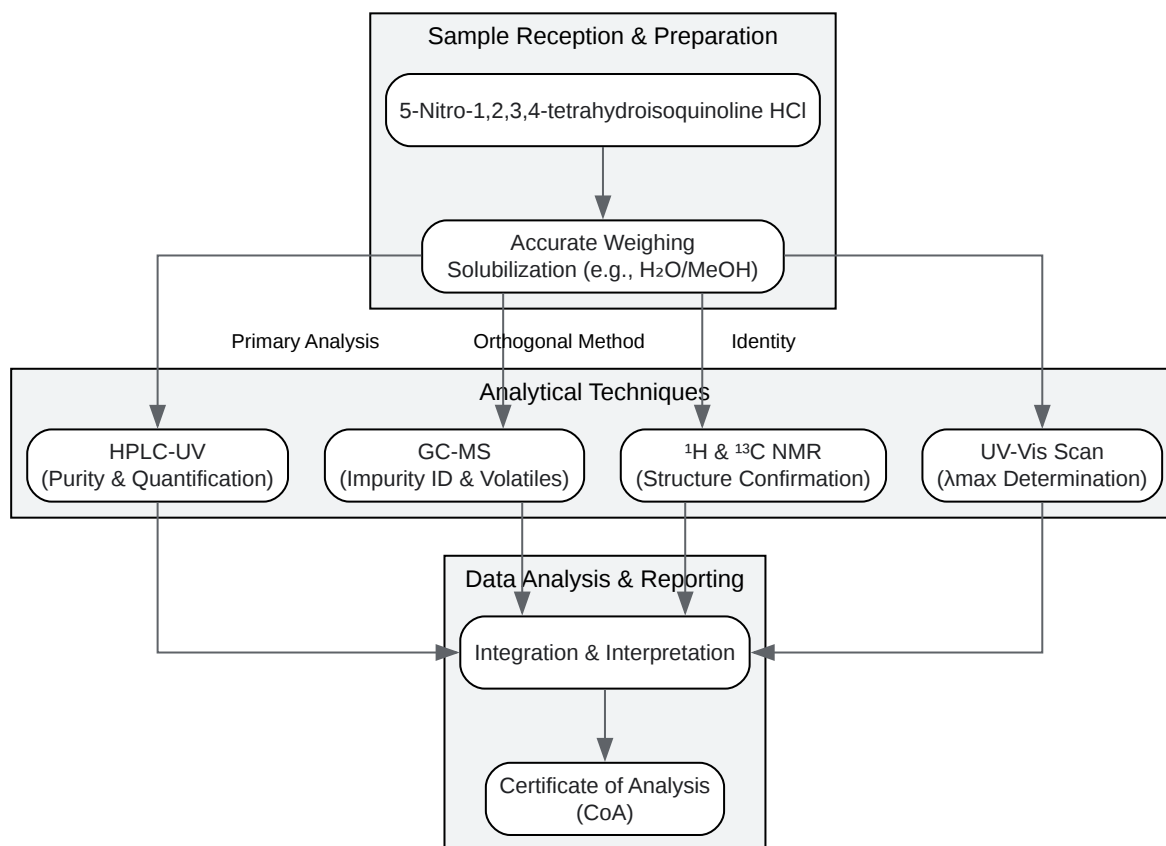 Sample Reception & Preparation
5-Nitro-1,2,3,4-tetrahydroisoquinoline HCl
Accurate Weighing
Solubilization (e.g., H₂O/MeOH)
Primary Analysis
Orthogonal Method
Identity
Analytical Techniques
HPLC-UV
(Purity & Quantification)
GC-MS
(Impurity ID & Volatiles)
¹H & ¹³C NMR
(Structure Confirmation)
UV-Vis Scan
(λmax Determination)
Data Analysis & Reporting
Integration & Interpretation
Certificate of Analysis
(CoA)